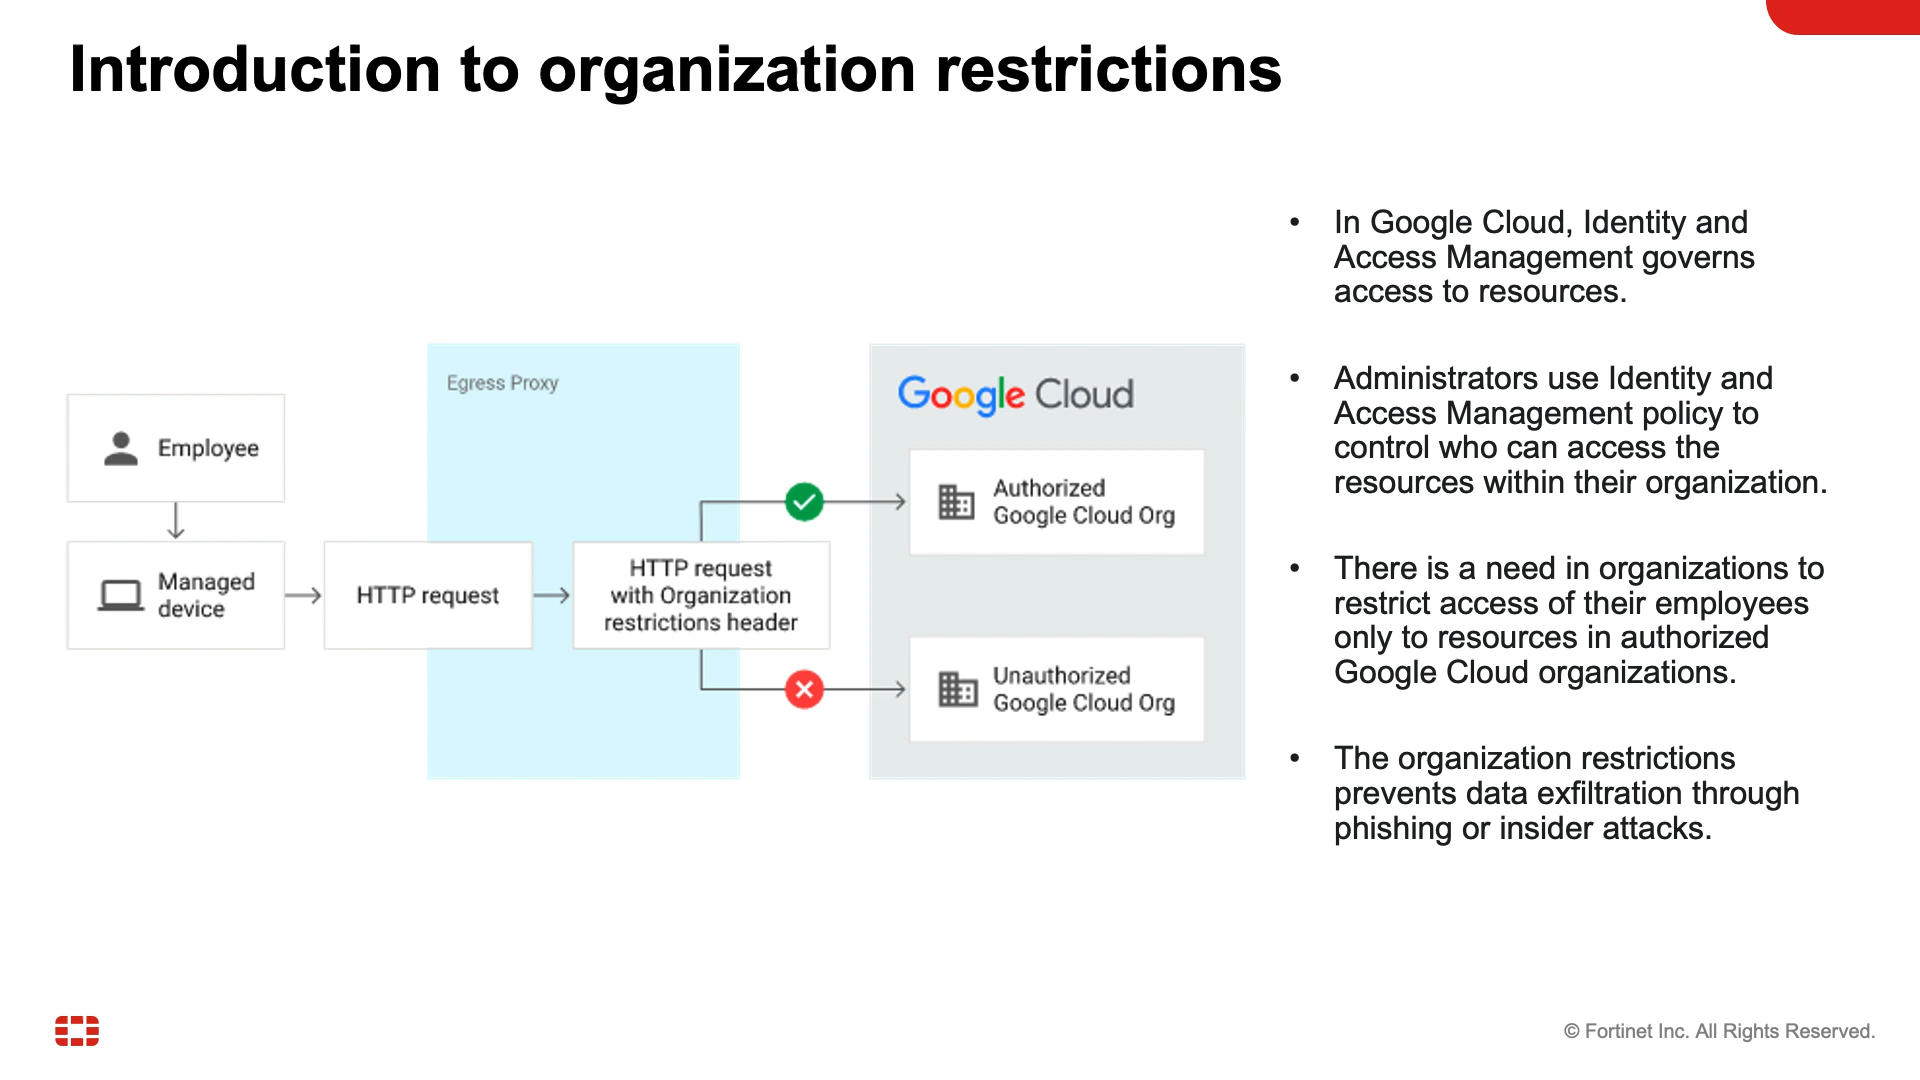 Introduction to organization restrictions
Egress Proxy
Employee
Managed
device
HTTP request
HTTP request
with Organization
restrictions header
Google Cloud
Authorized
Google Cloud Org
Unauthorized
Google Cloud Org
• In Google Cloud, Identity and
Access Management governs
access to resources.
• Administrators use Identity and
Access Management policy to
control who can access the
resources within their organization.
• There is a need in organizations to
restrict access of their employees
only to resources in authorized
Google Cloud organizations.
• The organization restrictions
prevents data exfiltration through
phishing or insider attacks.
© Fortinet Inc. All Rights Reserved.